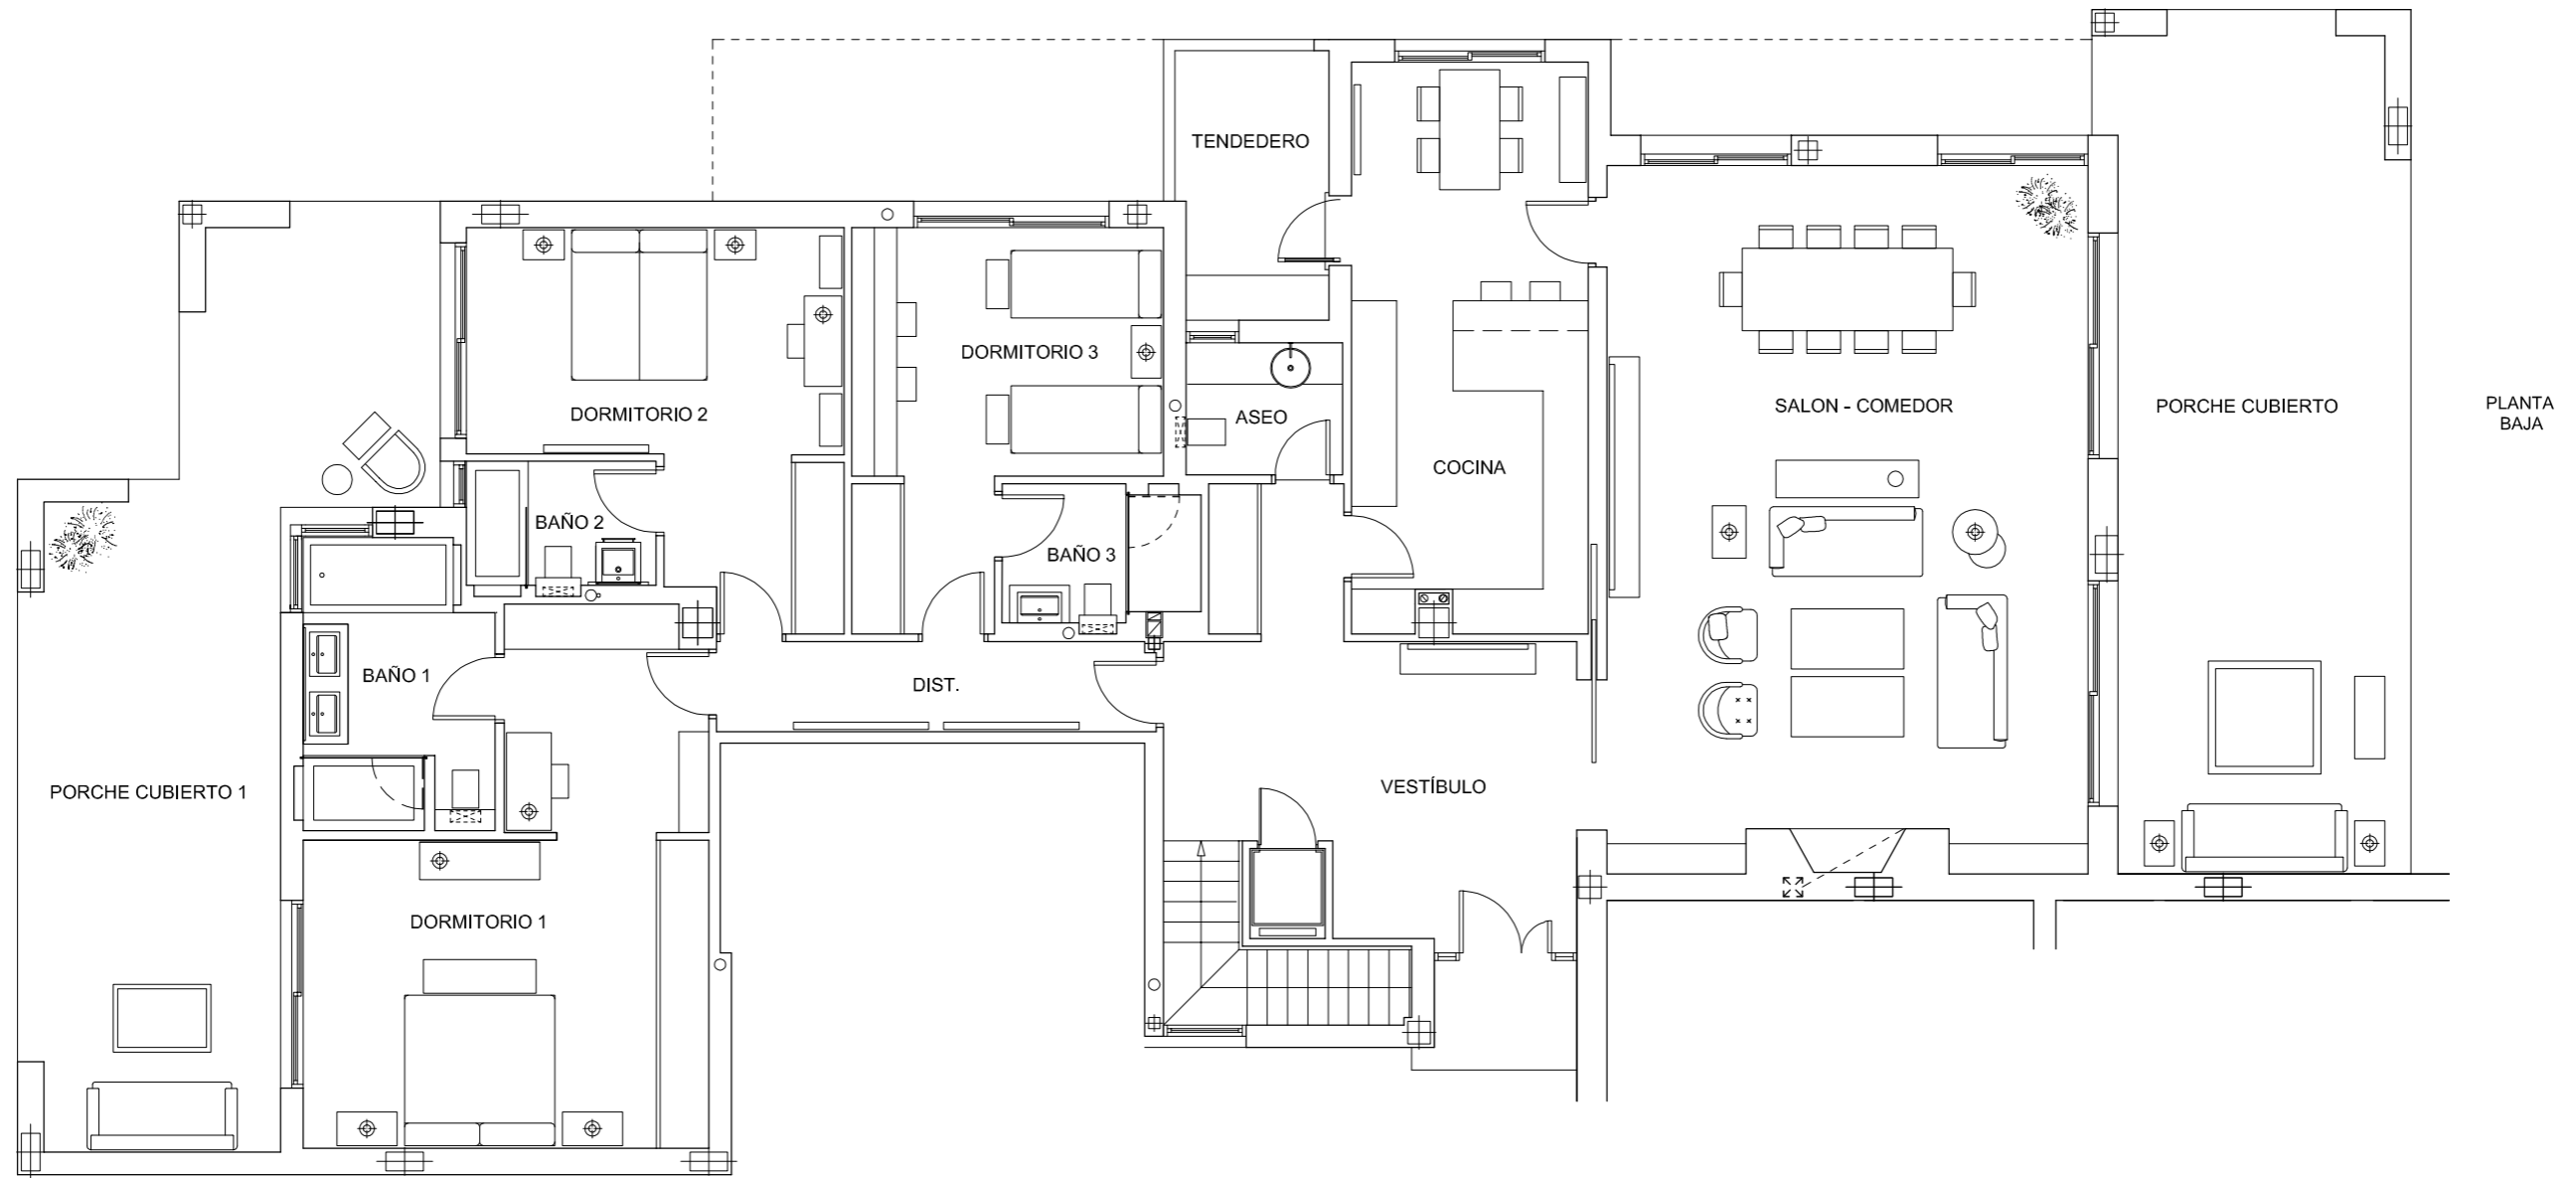 TENDEDERO
DORMITORIO 3
DORMITORIO 2
ASEO
SALON - COMEDOR
PORCHE CUBIERTO
PLANTA
BAJA
COCINA
BAÑO 2
BAÑO 3
BAÑO 1
DIST.
PORCHE CUBIERTO 1
VESTÍBULO
DORMITORIO 1